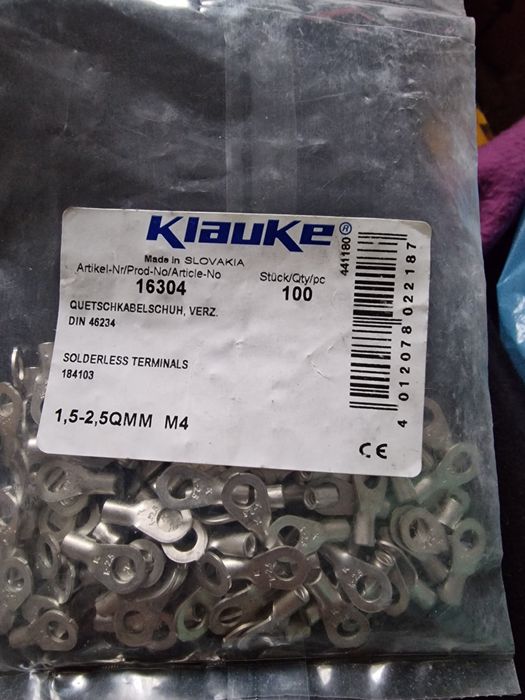 Klauke®
Made in SLOVAKIA
Artikel-Nr/Prod-No/Article-No
16304
Stück/Qty/pc
100
QUETSCHKABELSCHUH, VERZ.
DIN 46234
SOLDERLESS TERMINALS
184103
1,5-2,5QMM M4
441180
4 012078 022187
CE